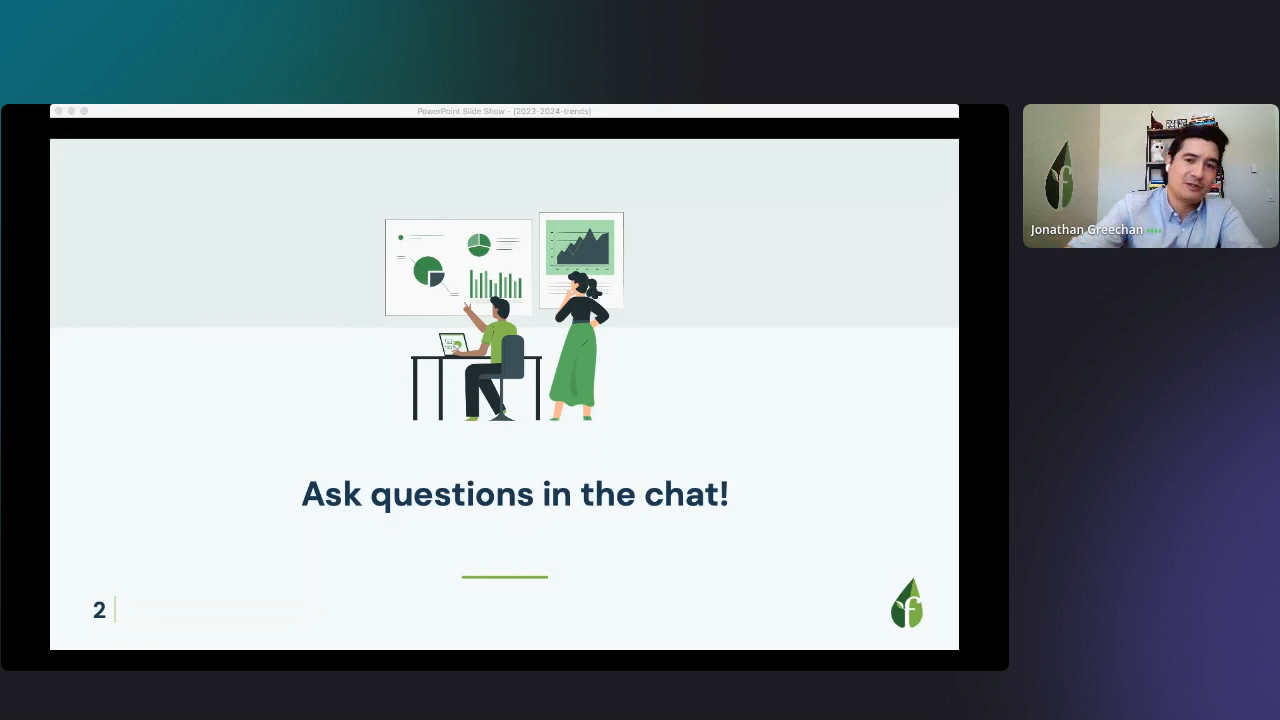 PowerPoint Slide Show - [2023-2024-trends]
Jonathan Greechan
Ask questions in the chat!
2
f